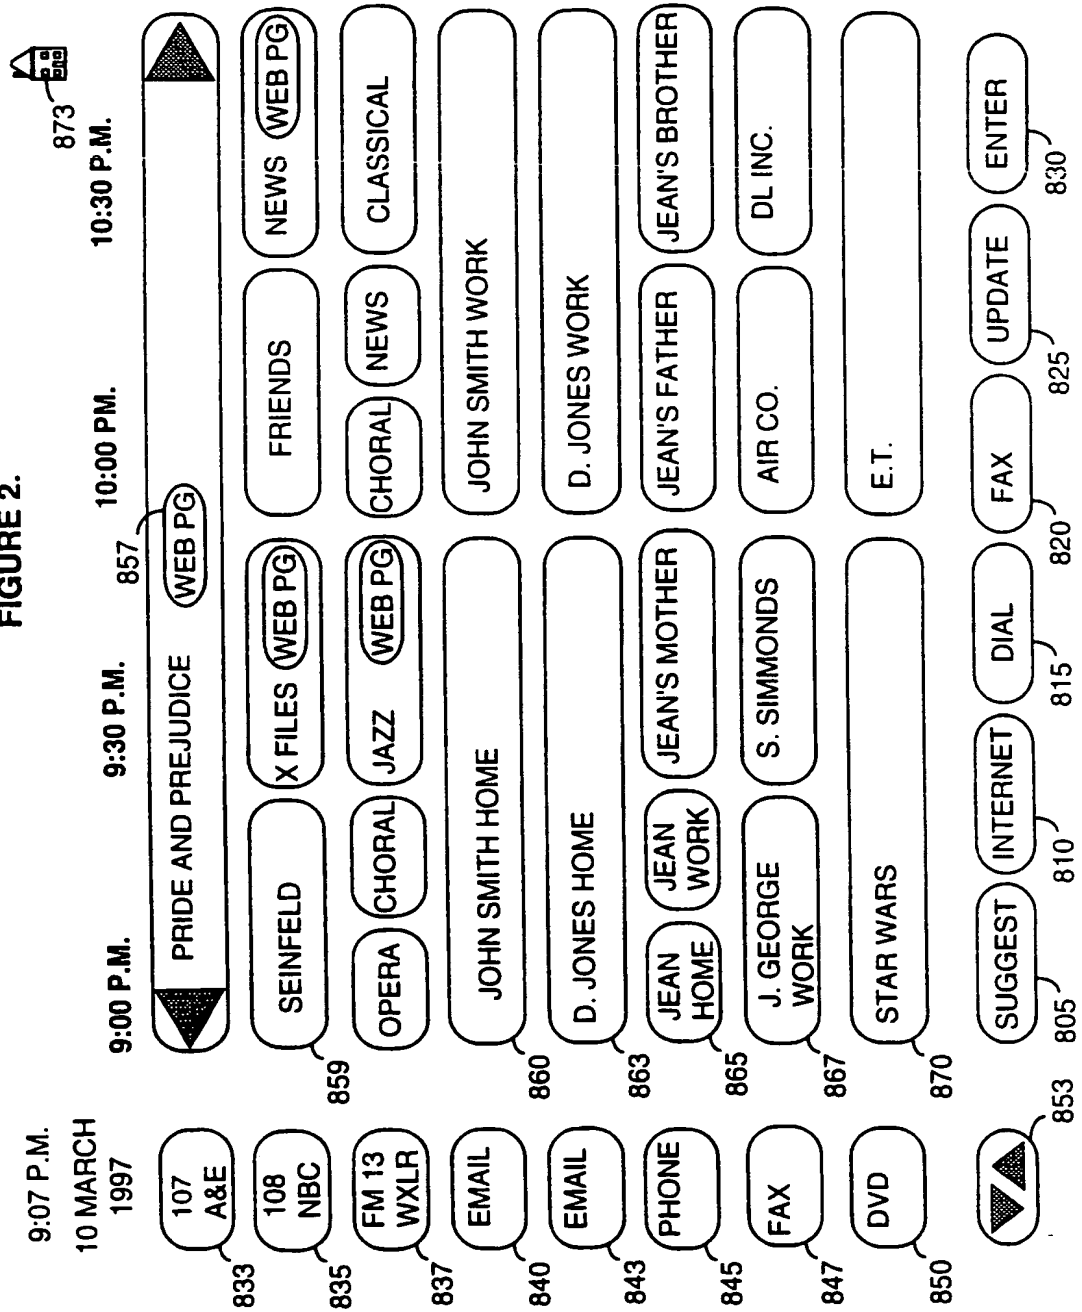 FIGURE 2.
9:07 P.M.
10 MARCH
1997
873
9:00 P.M.
9:30 P.M.
10:00 PM.
10:30 P.M.
857
107
A&E
PRIDE AND PREJUDICE
WEB PG
833
108
NBC
SEINFELD
X FILES
WEB PG
FRIENDS
NEWS
WEB PG
835
859
FM 13
WXLR
OPERA
CHORAL
JAZZ
WEB PG
CHORAL
NEWS
CLASSICAL
837
EMAIL
JOHN SMITH HOME
JOHN SMITH WORK
840
860
EMAIL
D. JONES HOME
D. JONES WORK
843
863
PHONE
JEAN
HOME
JEAN
WORK
JEAN'S MOTHER
JEAN'S FATHER
JEAN'S BROTHER
845
865
FAX
J. GEORGE
WORK
S. SIMMONDS
AIR CO.
DL INC.
847
867
DVD
STAR WARS
E.T.
850
870
SUGGEST
INTERNET
DIAL
FAX
UPDATE
ENTER
853
805
810
815
820
825
830